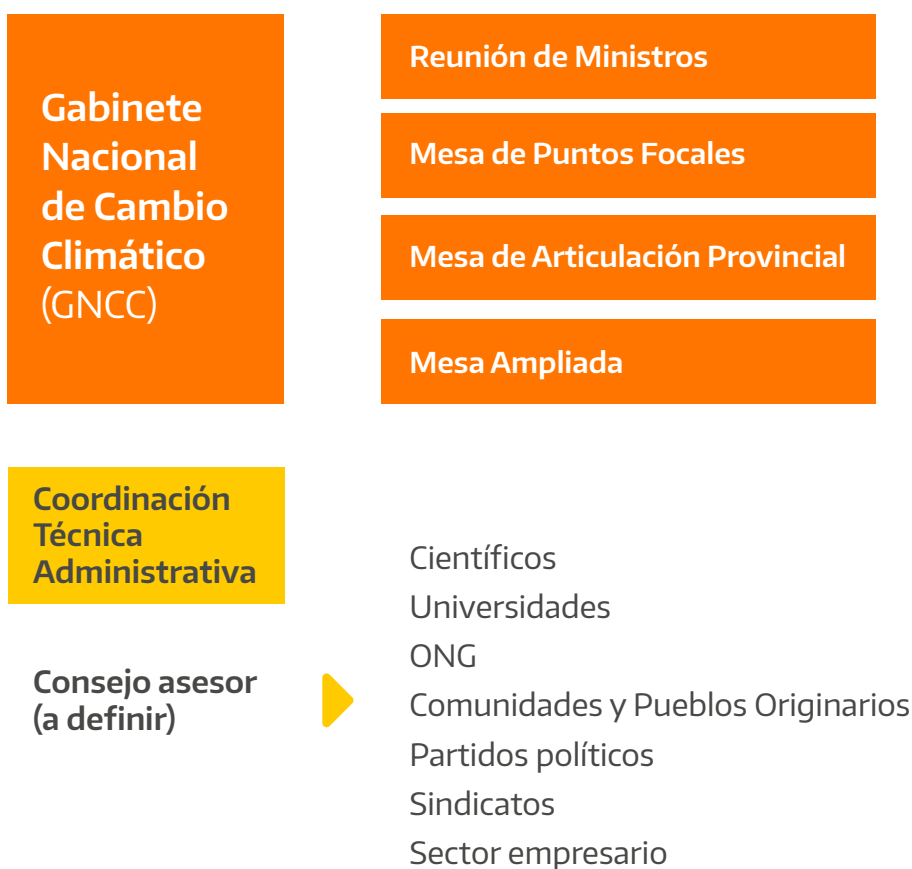 Gabinete
Nacional
de Cambio
Climático
(GNCC)
Reunión de Ministros
Mesa de Puntos Focales
Mesa de Articulación Provincial
Mesa Ampliada
Coordinación
Técnica
Administrativa
Consejo asesor
(a definir)
Científicos
Universidades
ONG
Comunidades y Pueblos Originarios
Partidos políticos
Sindicatos
Sector empresario